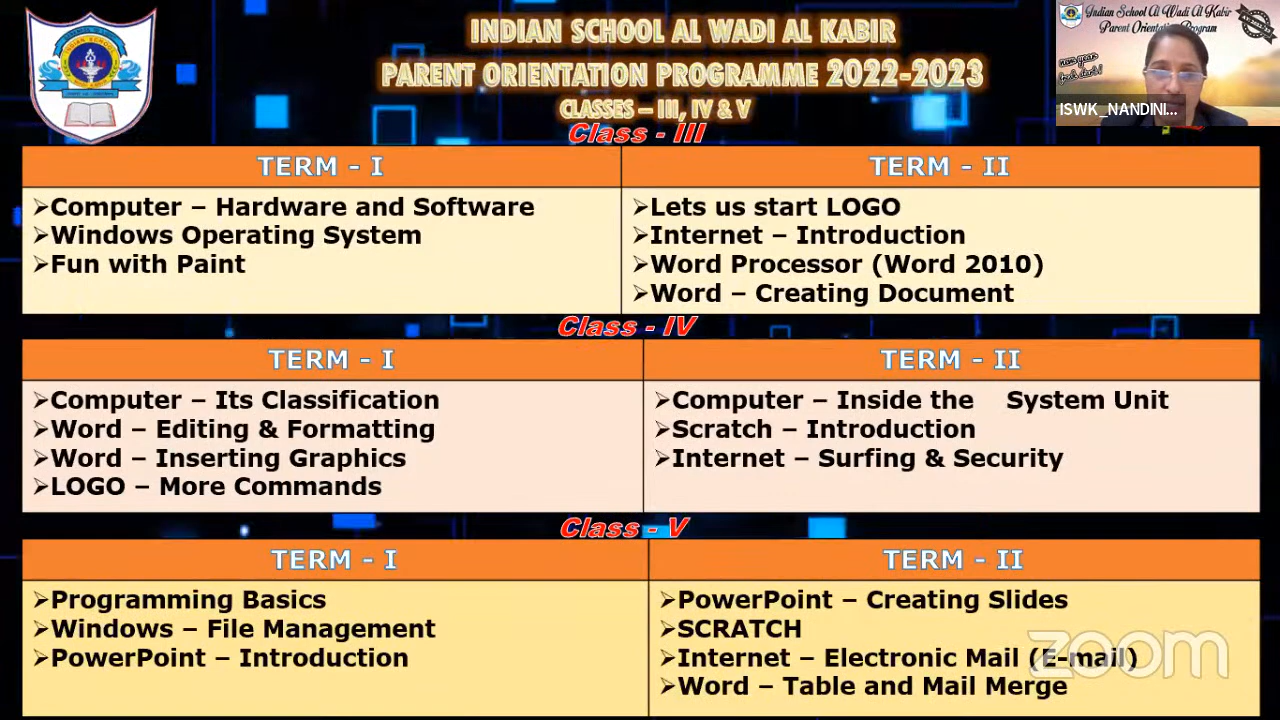 INDIAN SCHOOL AL WADI AL KABIR
PARENT ORIENTATION PROGRAMME 2022-2023
CLASSES – III, IV & V
Indian School Al Wadi Al Kabir
Parent Orientation Program
ISWK_NANDINI...
Class - III
TERM - I
TERM - II
➢Computer – Hardware and Software
➢Windows Operating System
➢Fun with Paint
➢Lets us start LOGO
➢Internet – Introduction
➢Word Processor (Word 2010)
➢Word – Creating Document
Class - IV
TERM - I
TERM - II
➢Computer – Its Classification
➢Word – Editing & Formatting
➢Word – Inserting Graphics
➢LOGO – More Commands
➢Computer – Inside the System Unit
➢Scratch – Introduction
➢Internet – Surfing & Security
Class - V
TERM - I
TERM - II
➢Programming Basics
➢Windows – File Management
➢PowerPoint – Introduction
➢PowerPoint – Creating Slides
➢SCRATCH
➢Internet – Electronic Mail (E-mail)
➢Word – Table and Mail Merge
zoom